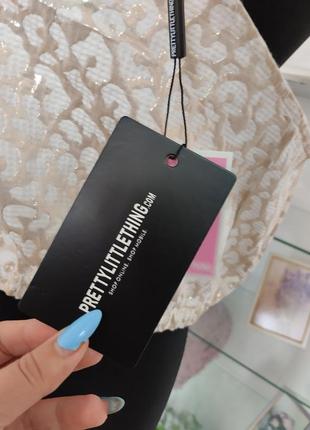 PRETTYLITTLETHING
PRETTYLITTLETHING.COM
SHOP ONLINE. SHOP MOBILE.